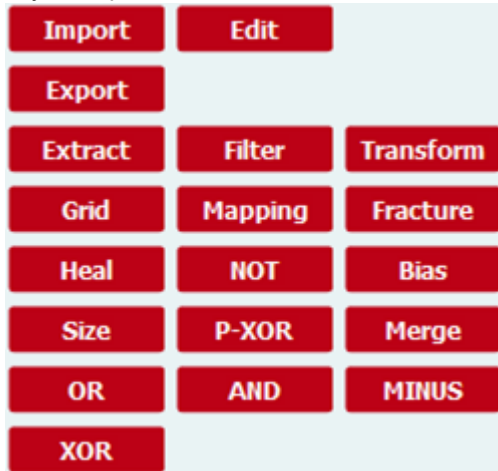 Import Edit
Export
Extract Filter Transform
Grid Mapping Fracture
Heal NOT Bias
Size P-XOR Merge
OR AND MINUS
XOR